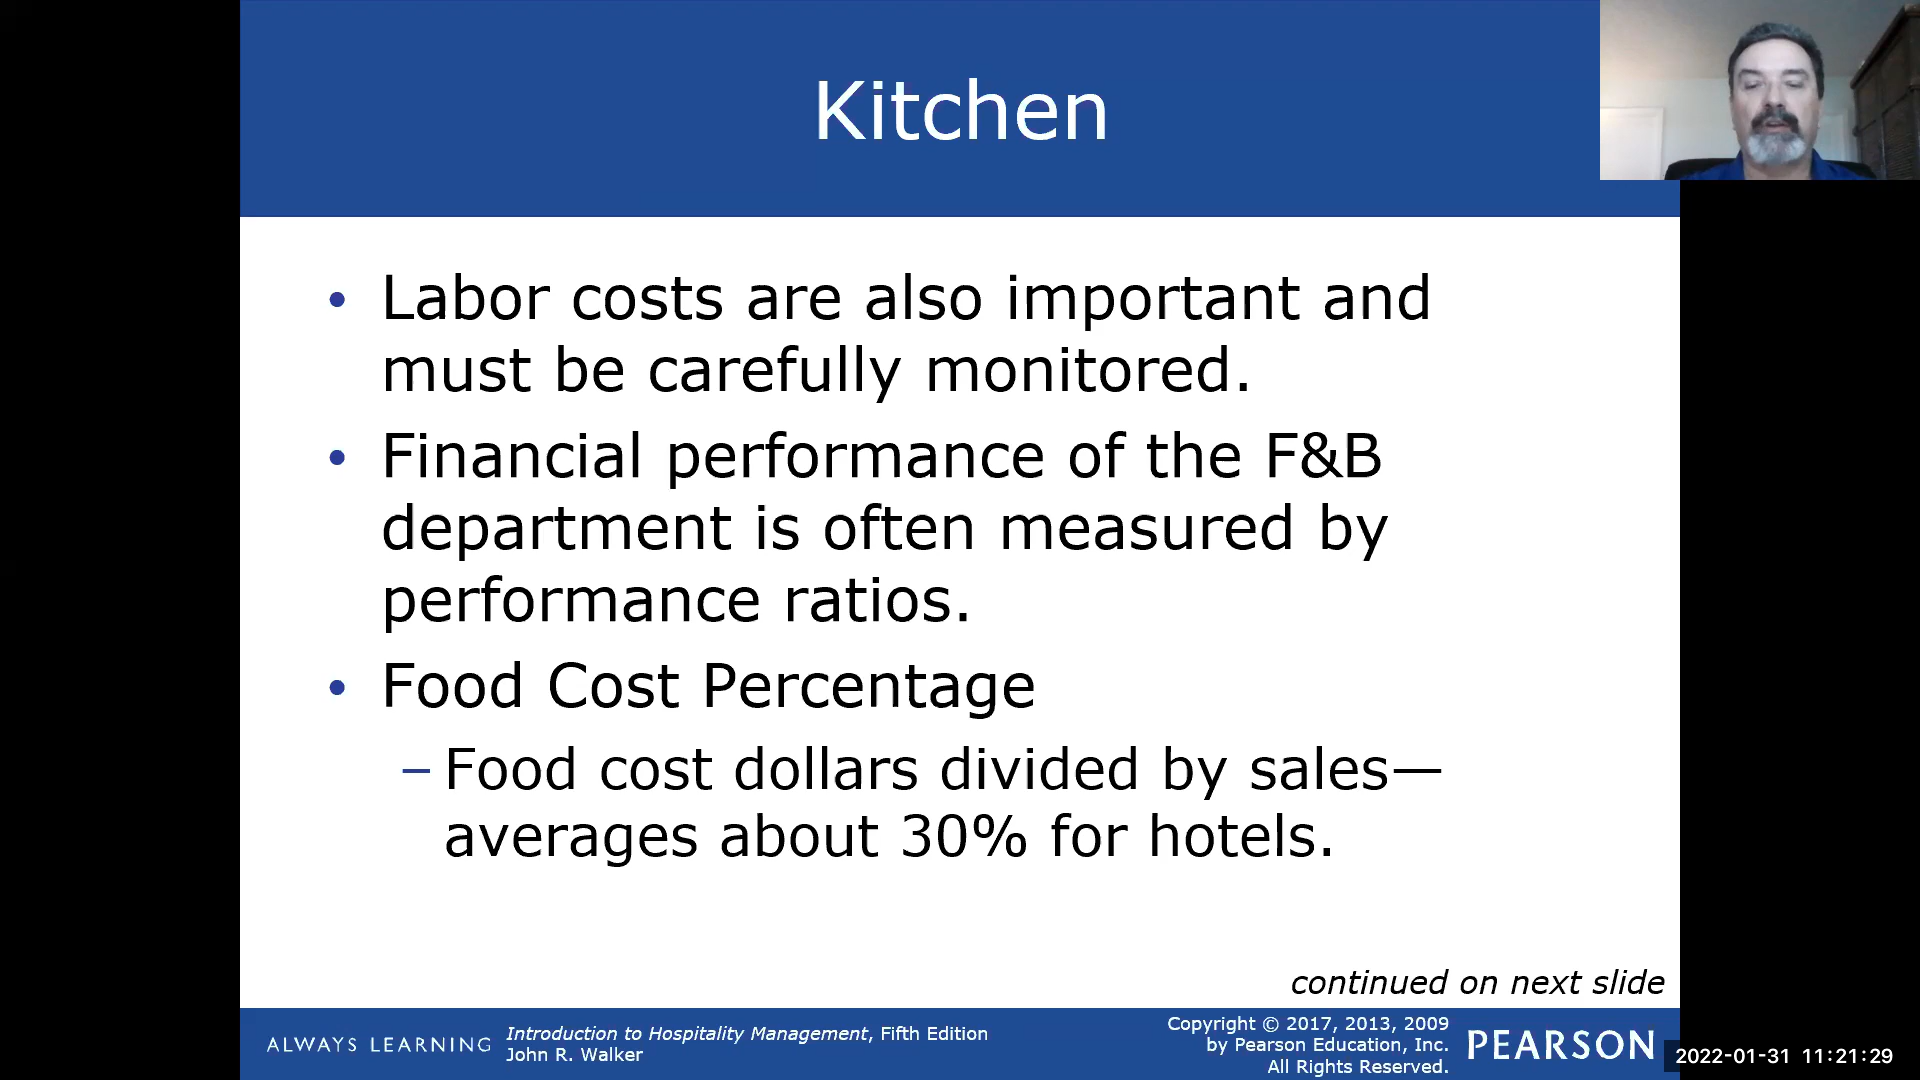 Kitchen
• Labor costs are also important and
must be carefully monitored.
• Financial performance of the F&B
department is often measured by
performance ratios.
• Food Cost Percentage
– Food cost dollars divided by sales—
averages about 30% for hotels.
continued on next slide
ALWAYS LEARNING
Introduction to Hospitality Management, Fifth Edition
John R. Walker
Copyright © 2017, 2013, 2009
by Pearson Education, Inc.
All Rights Reserved.
PEARSON
2022-01-31 11:21:29